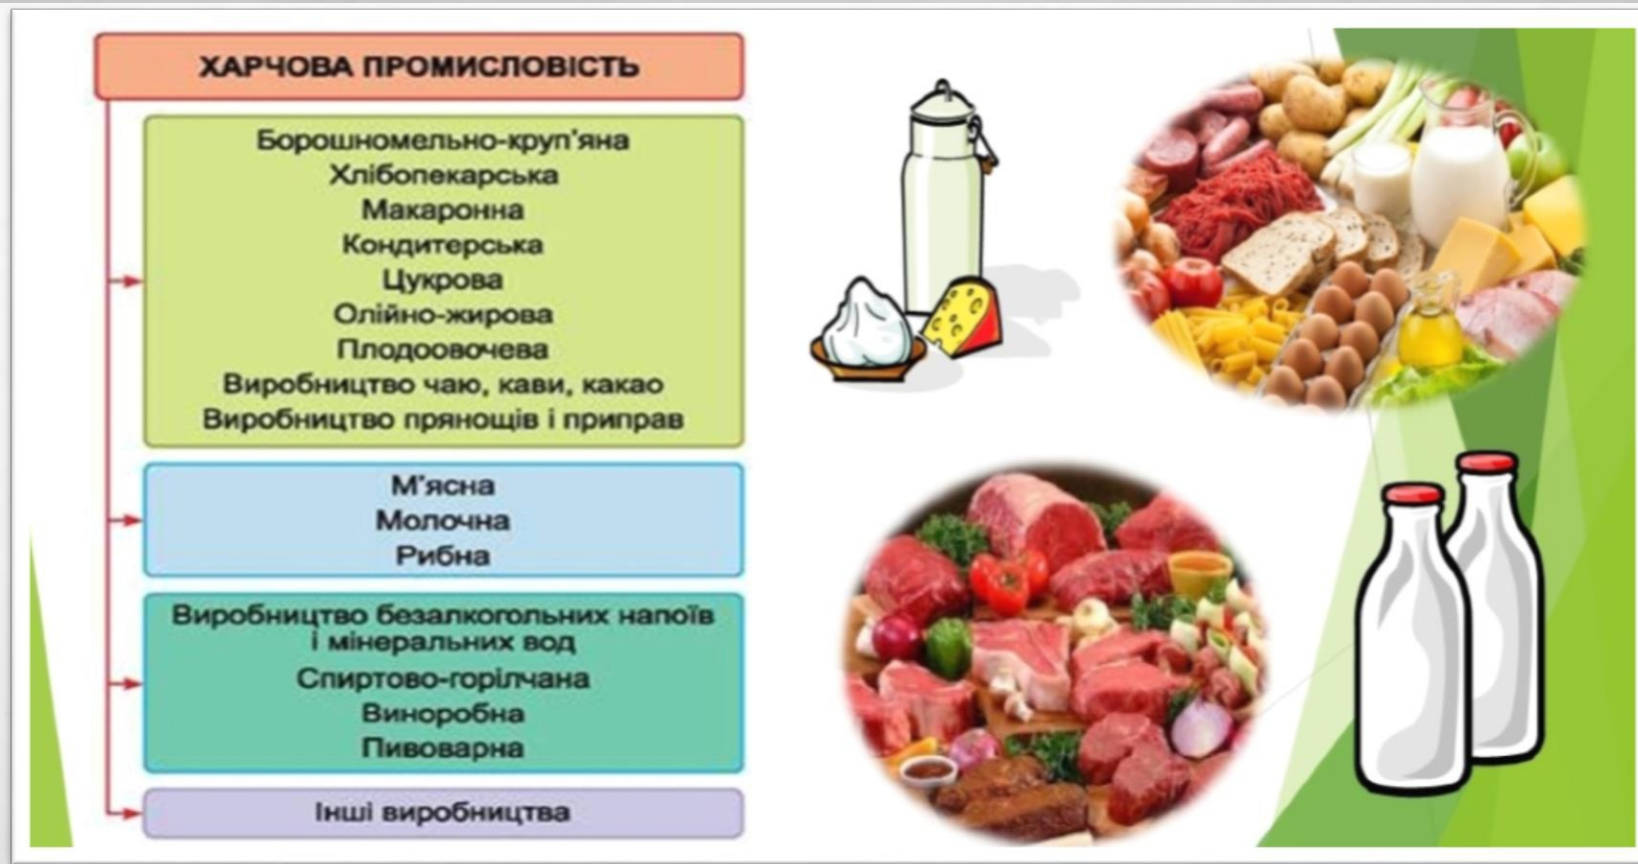 ХАРЧОВА ПРОМИСЛОВІСТЬ
Борошномельно-круп'яна
Хлібопекарська
Макаронна
Кондитерська
Цукрова
Олійно-жирова
Плодоовочева
Виробництво чаю, кави, какао
Виробництво прянощів і приправ
М'ясна
Молочна
Рибна
Виробництво безалкогольних напоїв
і мінеральних вод
Спиртово-горілчана
Виноробна
Пивоварна
Інші виробництва